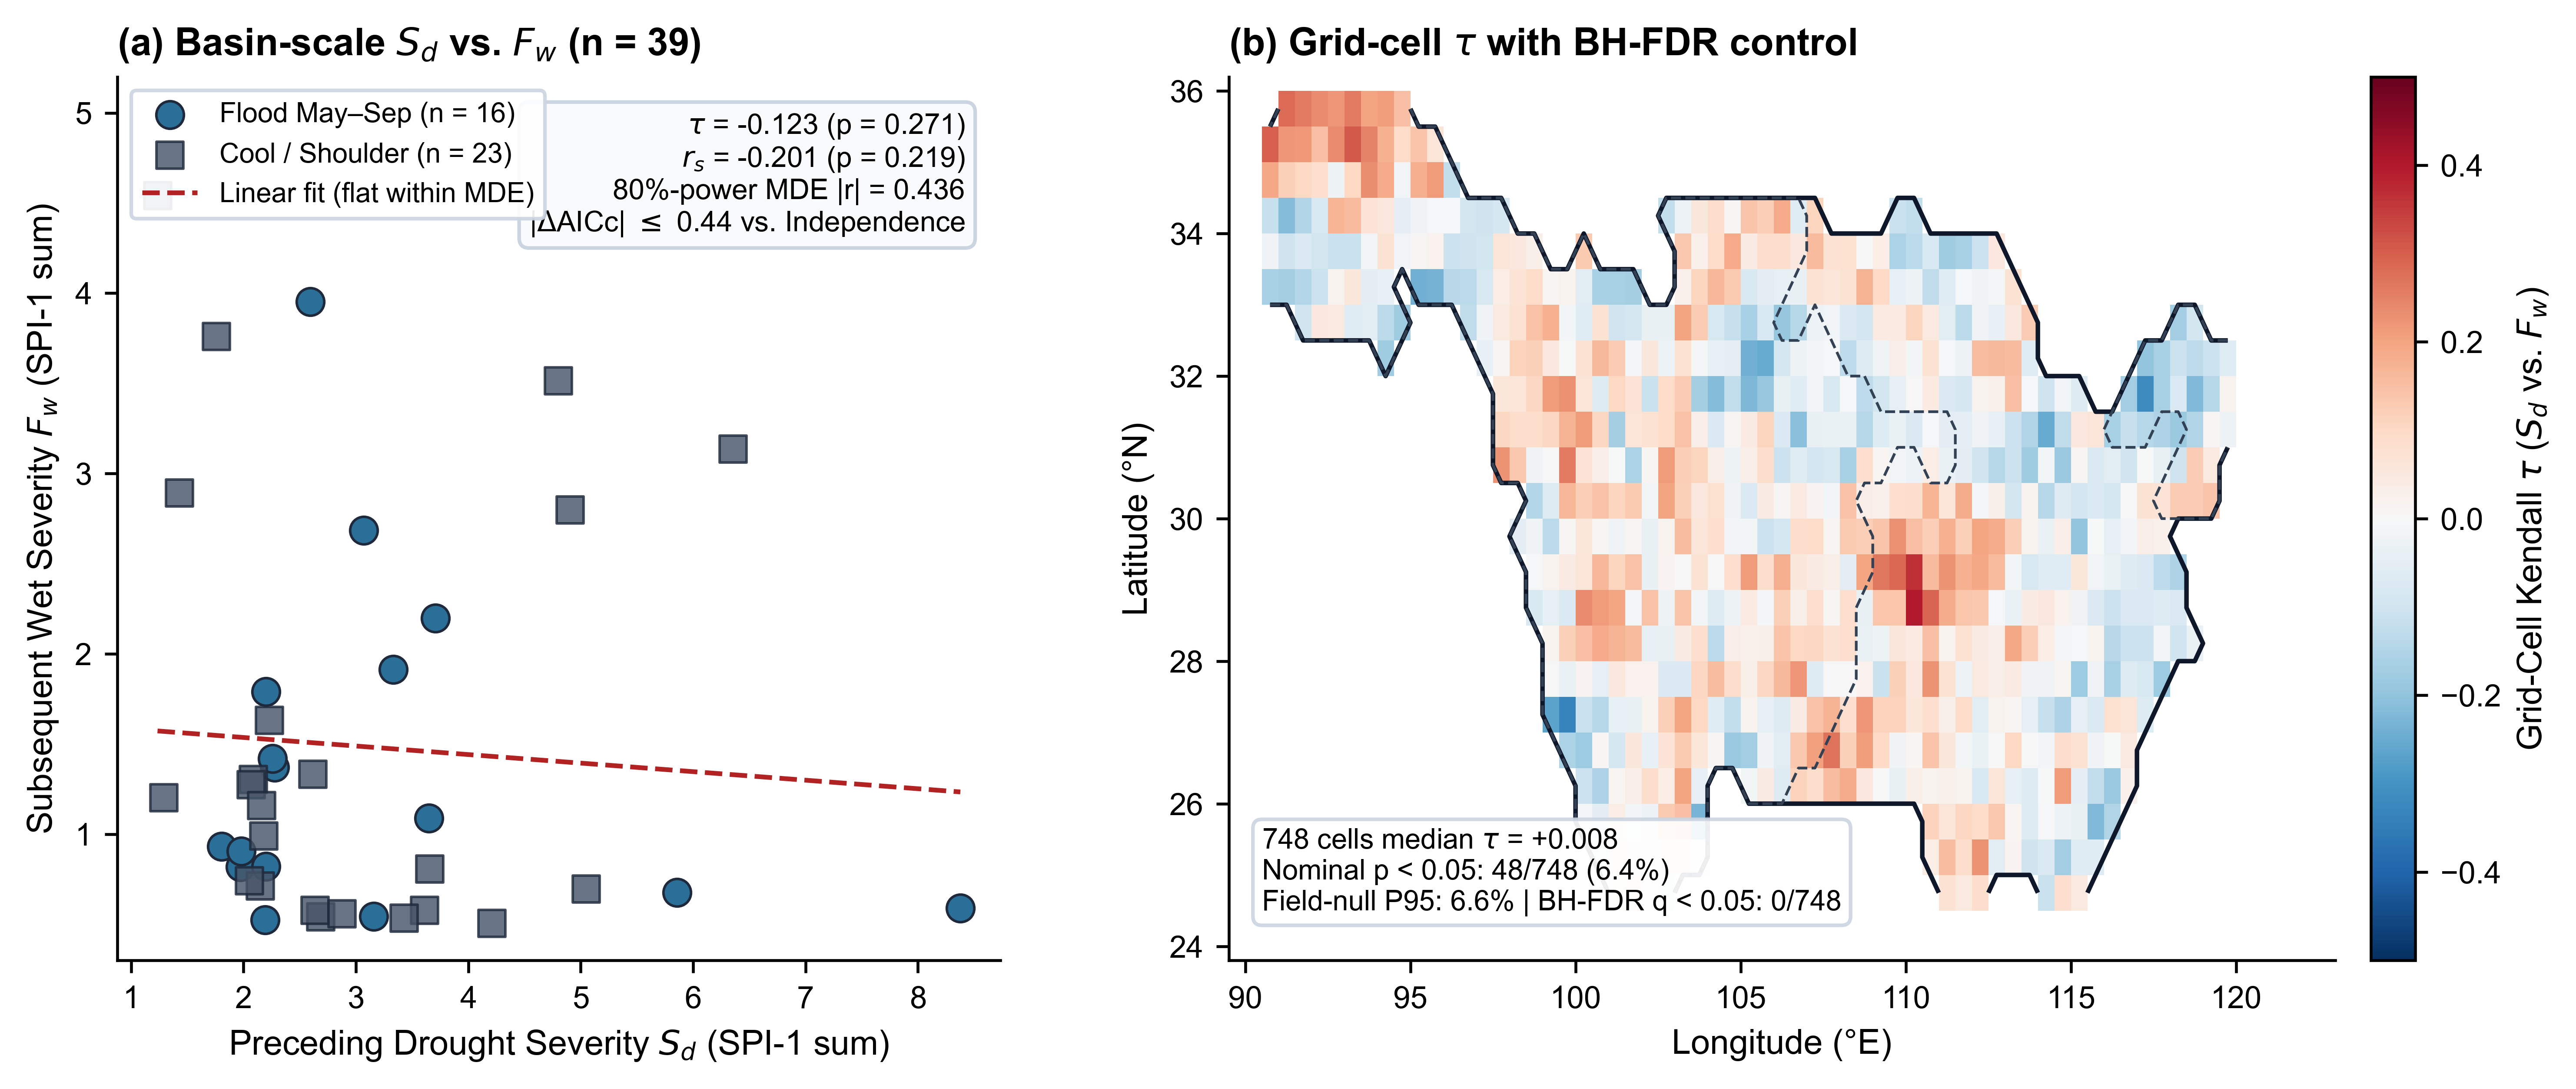 (a) Basin-scale S_d vs. F_w (n = 39)
Flood May–Sep (n = 16)
Cool / Shoulder (n = 23)
Linear fit (flat within MDE)
τ = -0.123 (p = 0.271)
r_s = -0.201 (p = 0.219)
80%-power MDE |r| = 0.436
|ΔAICc| ≤ 0.44 vs. Independence
Subsequent Wet Severity F_w (SPI-1 sum)
5
4
3
2
1
1 2 3 4 5 6 7 8
Preceding Drought Severity S_d (SPI-1 sum)
(b) Grid-cell τ with BH-FDR control
Latitude (°N)
36
34
32
30
28
26
24
748 cells median τ = +0.008
Nominal p < 0.05: 48/748 (6.4%)
Field-null P95: 6.6% | BH-FDR q < 0.05: 0/748
90 95 100 105 110 115 120
Longitude (°E)
0.4
0.2
0.0
−0.2
−0.4
Grid-Cell Kendall τ (S_d vs. F_w)